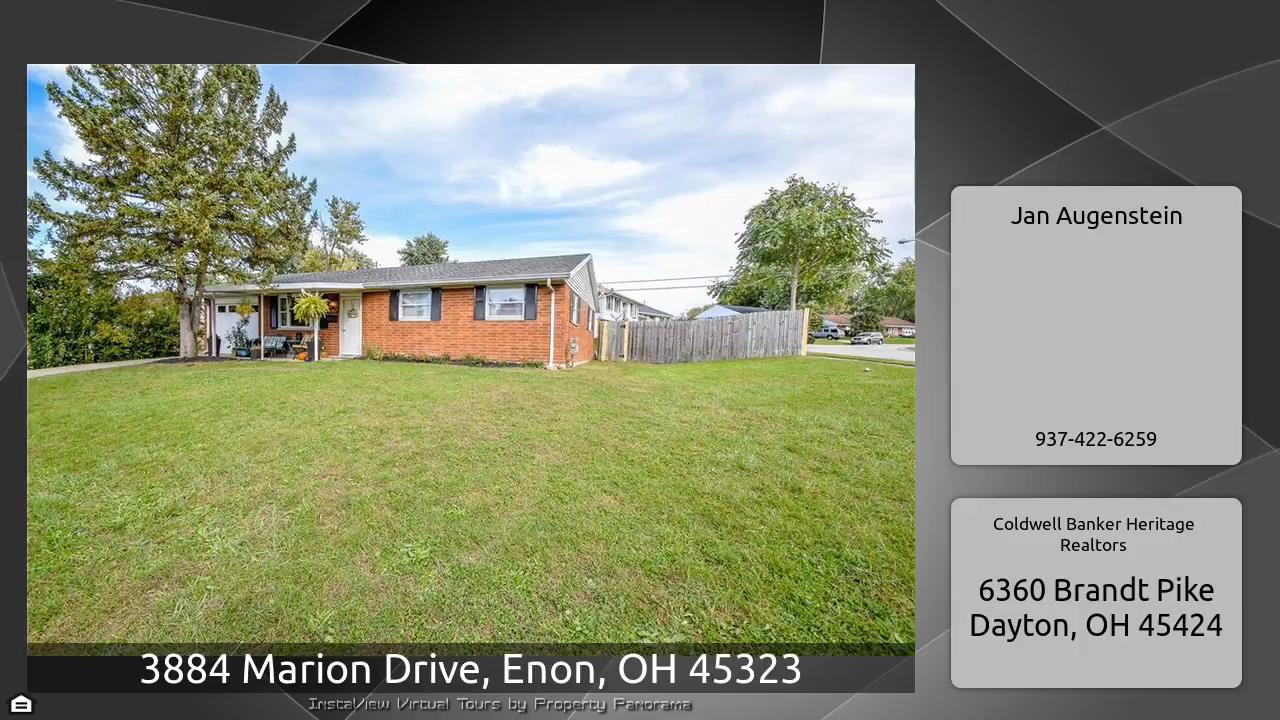 Jan Augenstein
937-422-6259
Coldwell Banker Heritage
Realtors
6360 Brandt Pike
Dayton, OH 45424
3884 Marion Drive, Enon, OH 45323
InstaView Virtual Tours by Property Panorama